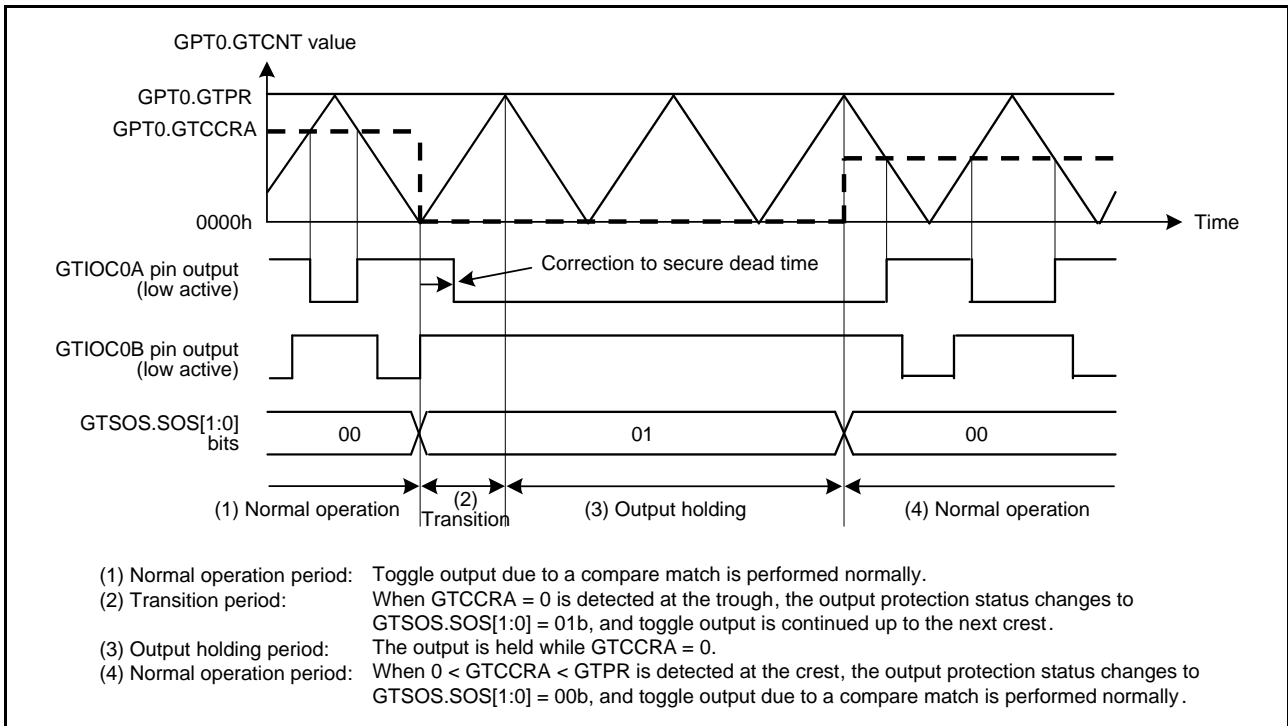 GPT0.GTCNT value
GPT0.GTPR
GPT0.GTCCRA
0000h
Time
GTIOC0A pin output
(low active)
Correction to secure dead time
GTIOC0B pin output
(low active)
GTSOS.SOS[1:0]
bits
00
01
00
(1) Normal operation
(2)
Transition
(3) Output holding
(4) Normal operation
(1) Normal operation period: Toggle output due to a compare match is performed normally.
(2) Transition period: When GTCCRA = 0 is detected at the trough, the output protection status changes to
GTSOS.SOS[1:0] = 01b, and toggle output is continued up to the next crest.
(3) Output holding period: The output is held while GTCCRA = 0.
(4) Normal operation period: When 0 < GTCCRA < GTPR is detected at the crest, the output protection status changes to
GTSOS.SOS[1:0] = 00b, and toggle output due to a compare match is performed normally.